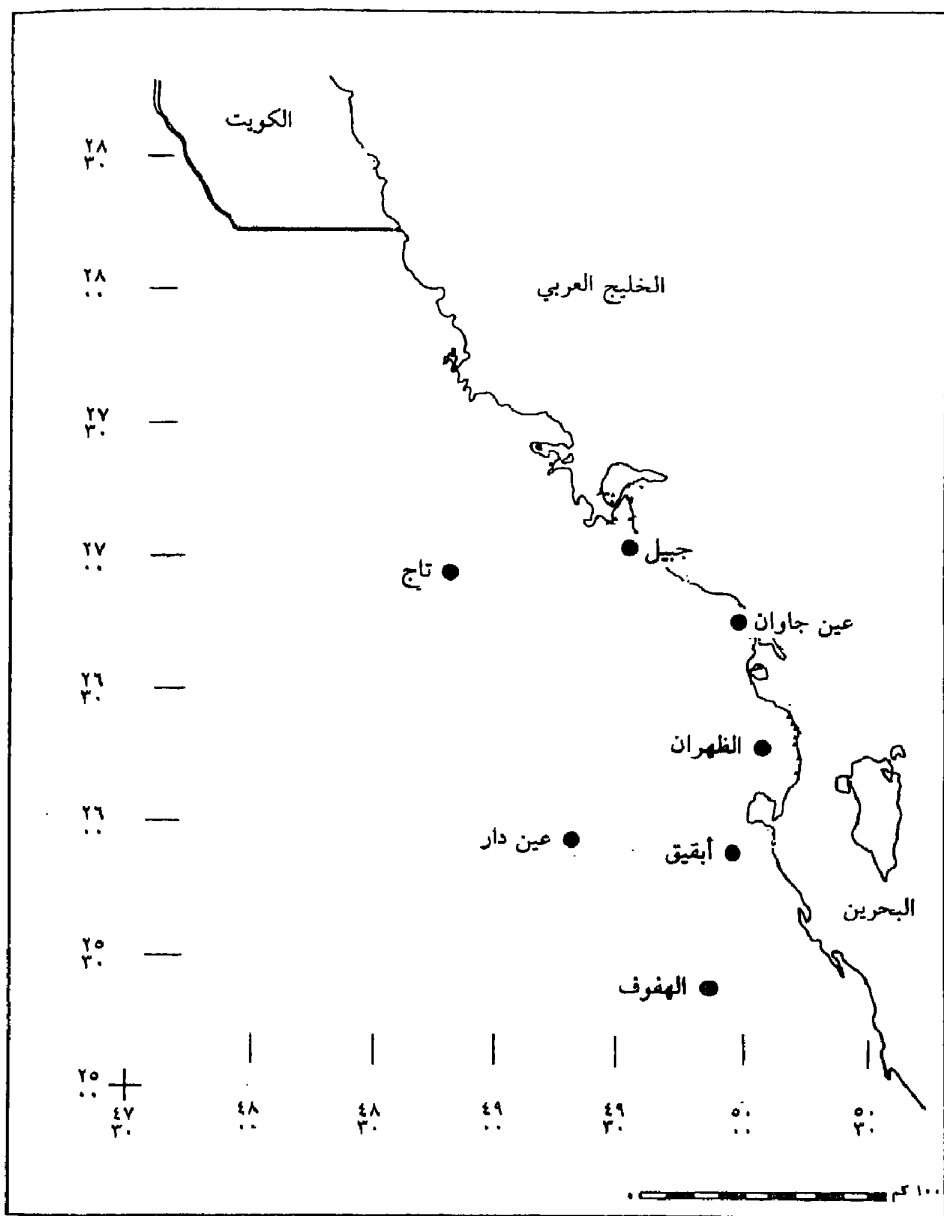 الكويت
٢٨
٣٠
٢٨
٠٠
الخليج العربي
٢٧
٣٠
٢٧
٠٠
جبيل
تاج
عين جاوان
٢٦
٣٠
الظهران
٢٦
٠٠
عين دار
أبقيق
البحرين
٢٥
٣٠
الهفوف
٢٥
٠٠
٤٧
٣٠
٤٨
٠٠
٤٨
٣٠
٤٩
٠٠
٤٩
٣٠
٥٠
٠٠
٥٠
٣٠
٠ ١٠٠ كم